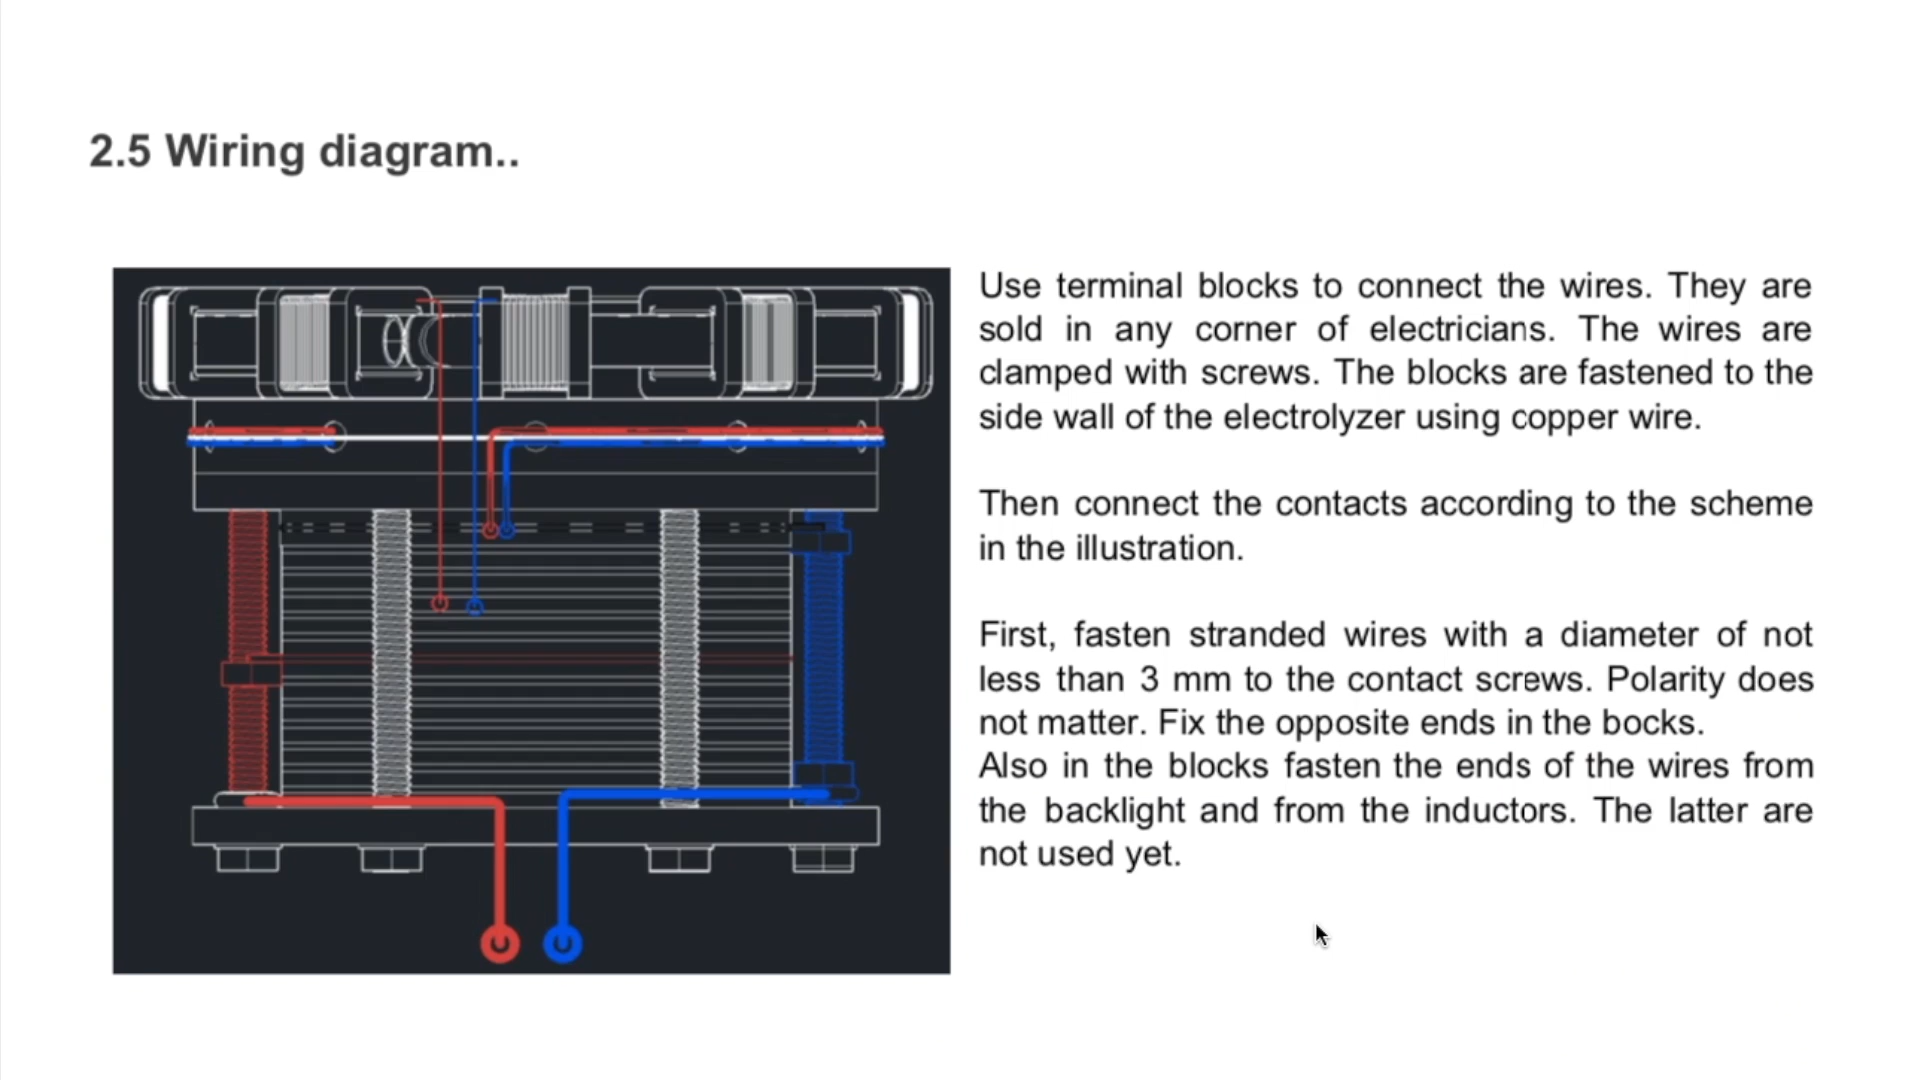 2.5 Wiring diagram..
Use terminal blocks to connect the wires. They are
sold in any corner of electricians. The wires are
clamped with screws. The blocks are fastened to the
side wall of the electrolyzer using copper wire.
Then connect the contacts according to the scheme
in the illustration.
First, fasten stranded wires with a diameter of not
less than 3 mm to the contact screws. Polarity does
not matter. Fix the opposite ends in the bocks.
Also in the blocks fasten the ends of the wires from
the backlight and from the inductors. The latter are
not used yet.